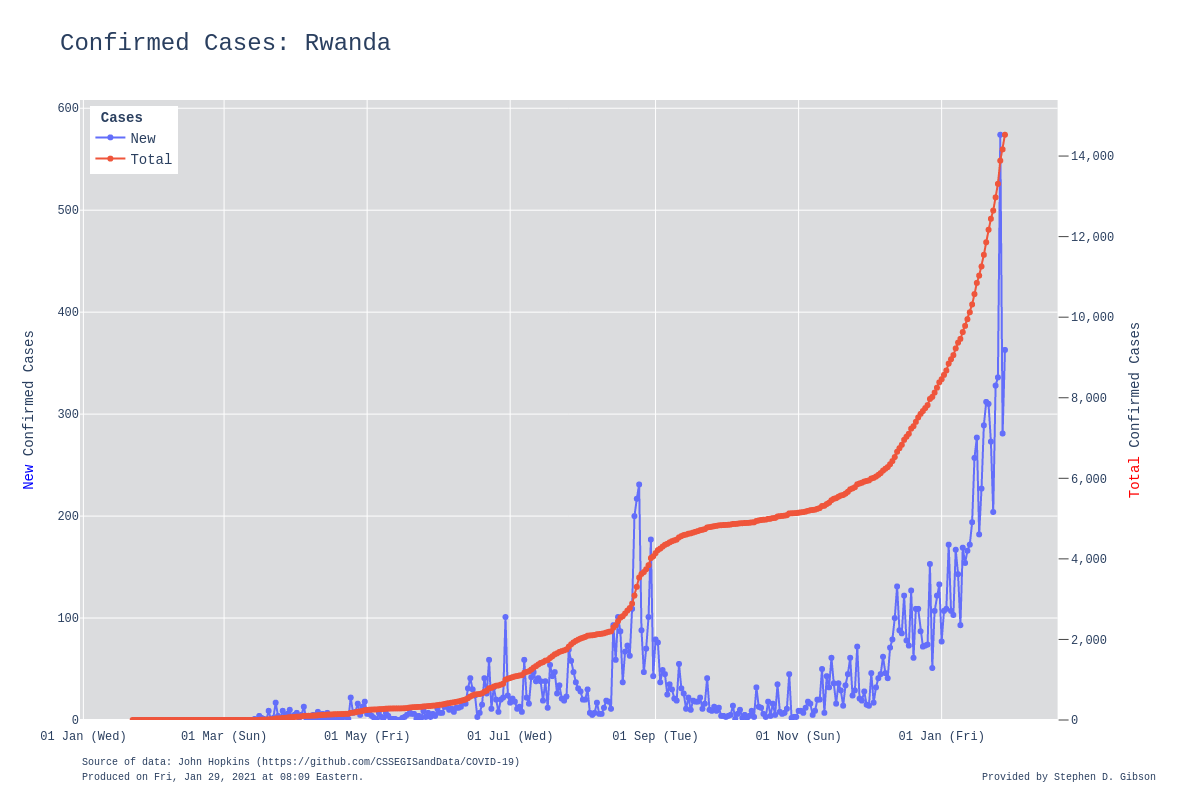 Confirmed Cases: Rwanda
Cases
New
Total
600
500
400
300
200
100
0
14,000
12,000
10,000
8,000
6,000
4,000
2,000
0
New Confirmed Cases
Total Confirmed Cases
01 Jan (Wed) 01 Mar (Sun) 01 May (Fri) 01 Jul (Wed) 01 Sep (Tue) 01 Nov (Sun) 01 Jan (Fri)
Source of data: John Hopkins (https://github.com/CSSEGISandData/COVID-19)
Produced on Fri, Jan 29, 2021 at 08:09 Eastern.
Provided by Stephen D. Gibson